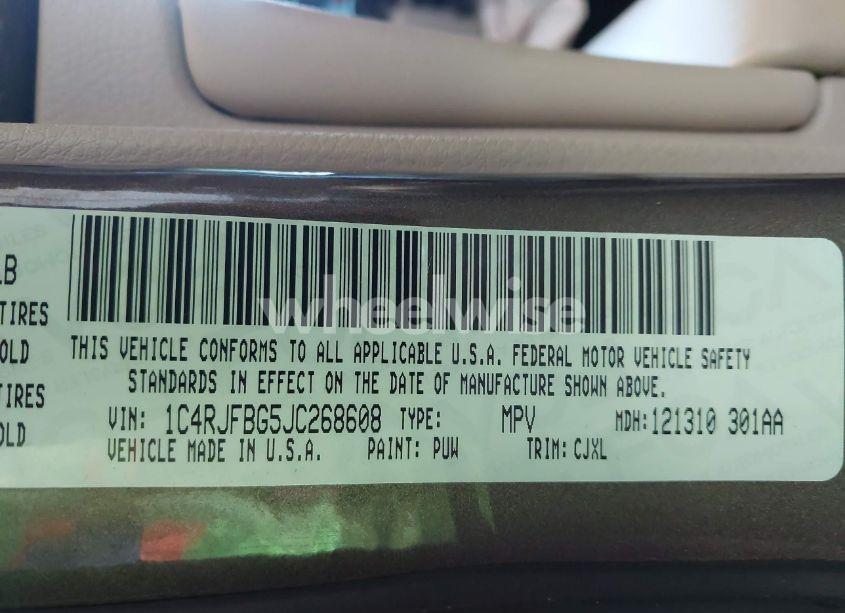 LB
TIRES
OLD
TIRES
OLD
wheelwise
THIS VEHICLE CONFORMS TO ALL APPLICABLE U.S.A. FEDERAL MOTOR VEHICLE SAFETY
STANDARDS IN EFFECT ON THE DATE OF MANUFACTURE SHOWN ABOVE.
VIN: 1C4RJFBG5JC268608 TYPE: MPV MDH:121310 301AA
VEHICLE MADE IN U.S.A. PAINT: PUW TRIM: CJXL